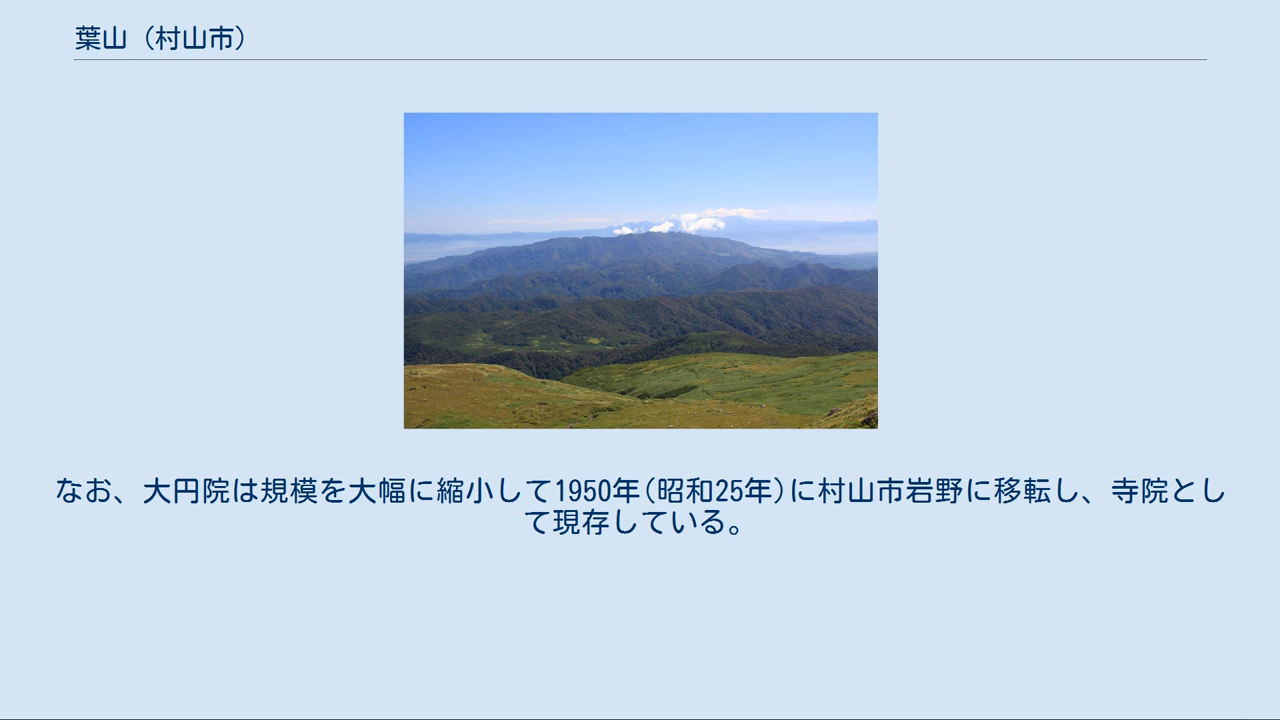 葉山（村山市）
なお、大円院は規模を大幅に縮小して1950年(昭和25年)に村山市岩野に移転し、寺院とし
て現存している。